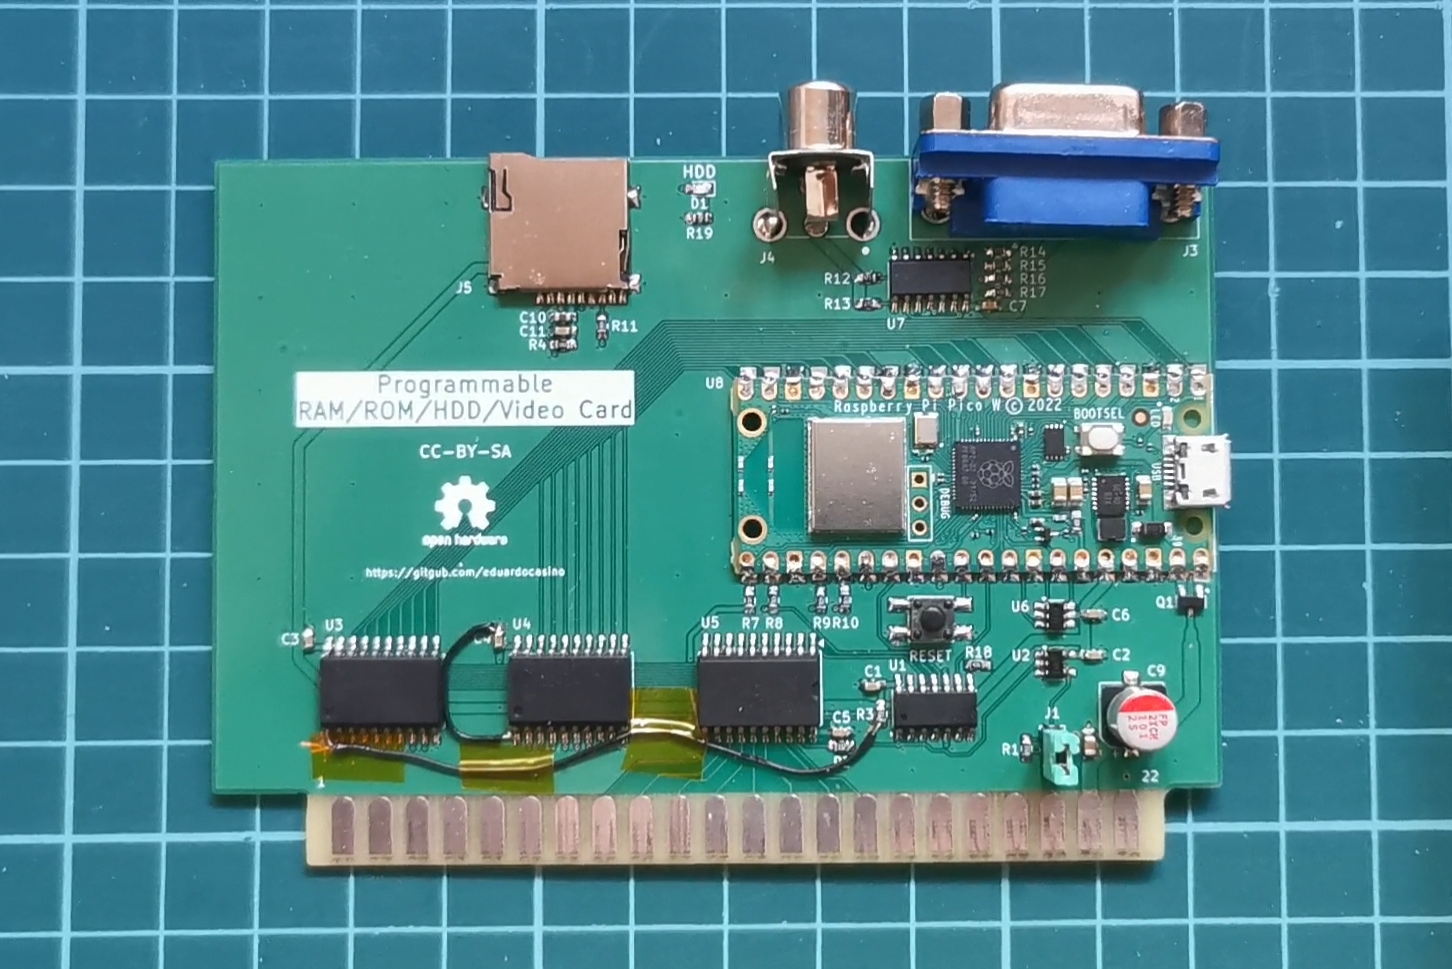 HDD
D1
R19
J4
J3
J5
R12
R13
U7
R14
R15
R16
R17
C7
C10
C11
R4
R11
Programmable
RAM/ROM/HDD/Video Card
CC-BY-SA
open hardware
https://gitgub.com/eduardocasino
U8
Raspberry Pi Pico W © 2022
BOOTSEL
LED
USB
DEBUG
R7 R8
R9 R10
RESET
U6
C6
Q1
U2
C2
C3
U3
U4
U5
C1
U1
R18
R3
C5
C9
J1
R1
1
22